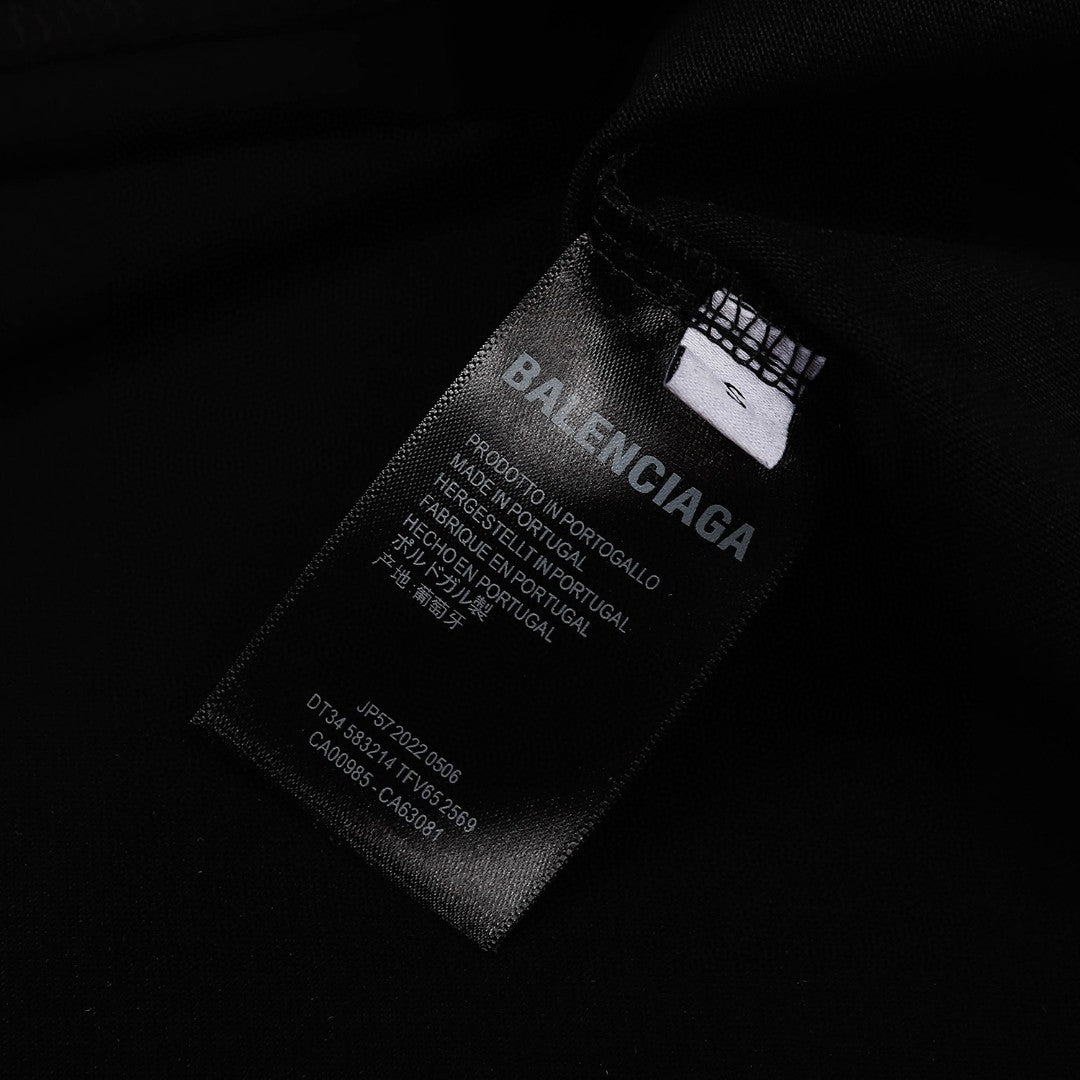 BALENCIAGA
PRODOTTO IN PORTOGALLO
MADE IN PORTUGAL
HERGESTELLT IN PORTUGAL
FABRIQUE EN PORTUGAL
HECHO EN PORTUGAL
ポルドガル製
产地:葡萄牙
JP57 2022 0506
DT34 583214 TFV65 2569
CA00985 - CA63081
S